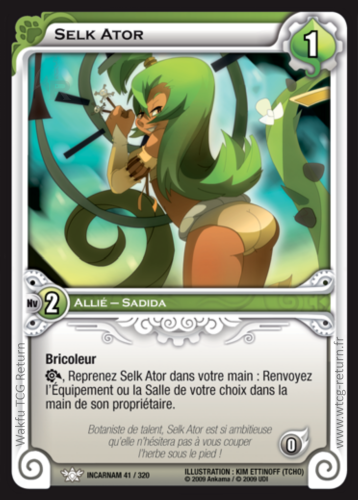 Selk Ator
1
Nv 2 Allié – Sadida
Bricoleur
, Reprenez Selk Ator dans votre main : Renvoyez
l'Équipement ou la Salle de votre choix dans la
main de son propriétaire.
Botaniste de talent, Selk Ator est si ambitieuse
qu'elle n'hésitera pas à vous couper
l'herbe sous le pied !
0
INCARNAM 41 / 320
ILLUSTRATION : KIM ETTINOFF (TCHO)
© 2009 Ankama / © 2009 UDI
Wakfu TCG Return
www.wtcg-return.fr